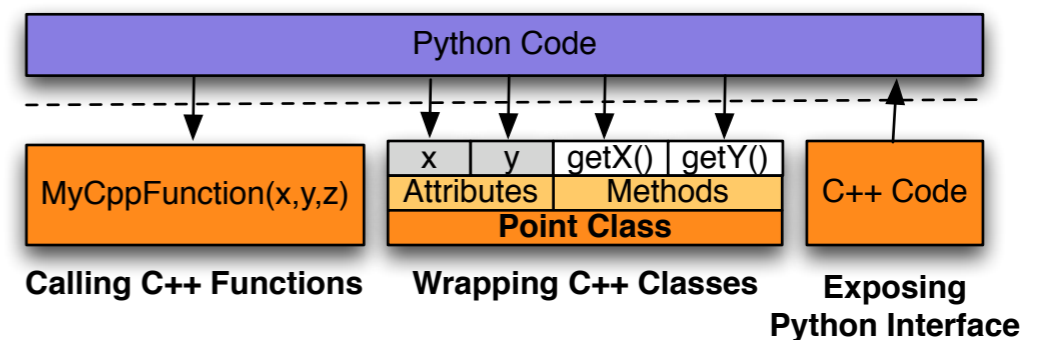 Python Code
MyCppFunction(x,y,z)
x y getX() getY()
Attributes Methods
Point Class
C++ Code
Calling C++ Functions
Wrapping C++ Classes
Exposing
Python Interface